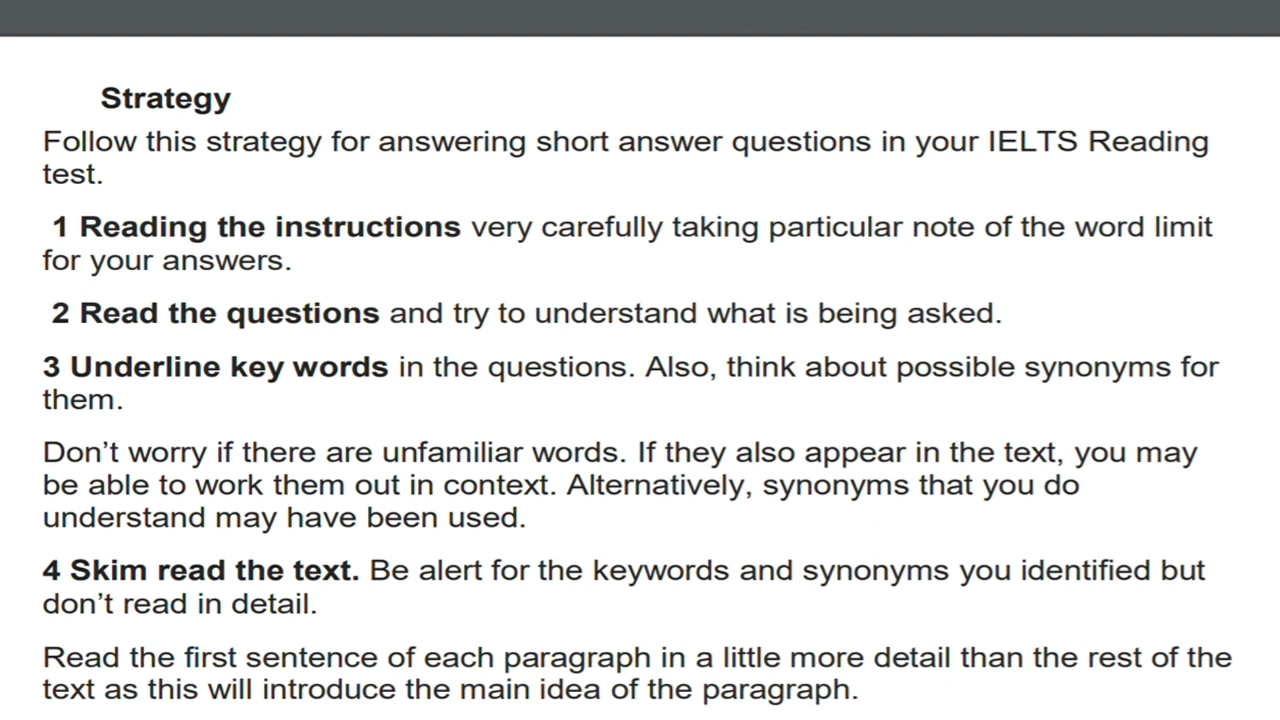 Strategy
Follow this strategy for answering short answer questions in your IELTS Reading
test.
1 Reading the instructions very carefully taking particular note of the word limit
for your answers.
2 Read the questions and try to understand what is being asked.
3 Underline key words in the questions. Also, think about possible synonyms for
them.
Don’t worry if there are unfamiliar words. If they also appear in the text, you may
be able to work them out in context. Alternatively, synonyms that you do
understand may have been used.
4 Skim read the text. Be alert for the keywords and synonyms you identified but
don’t read in detail.
Read the first sentence of each paragraph in a little more detail than the rest of the
text as this will introduce the main idea of the paragraph.